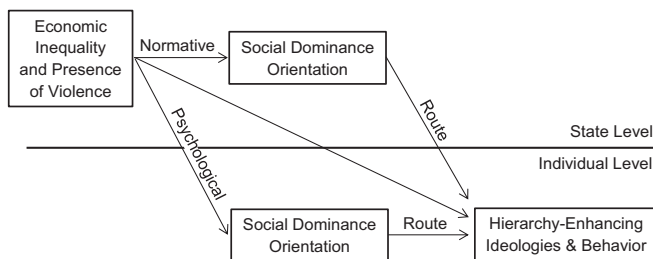 Economic
Inequality
and Presence
of Violence
Normative
Social Dominance
Orientation
Route
Psychological
State Level
Individual Level
Social Dominance
Orientation
Route
Hierarchy-Enhancing
Ideologies & Behavior